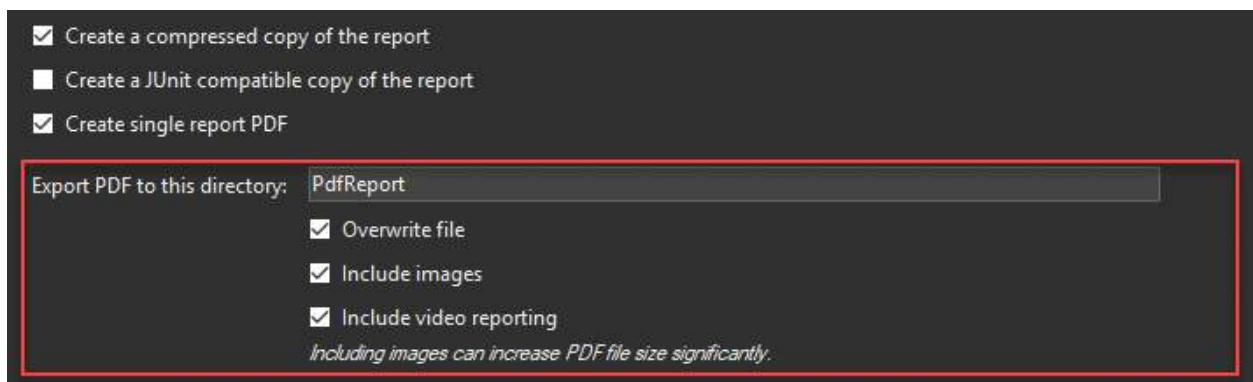 Create a compressed copy of the report
Create a JUnit compatible copy of the report
Create single report PDF
Export PDF to this directory: PdfReport
Overwrite file
Include images
Include video reporting
Including images can increase PDF file size significantly.